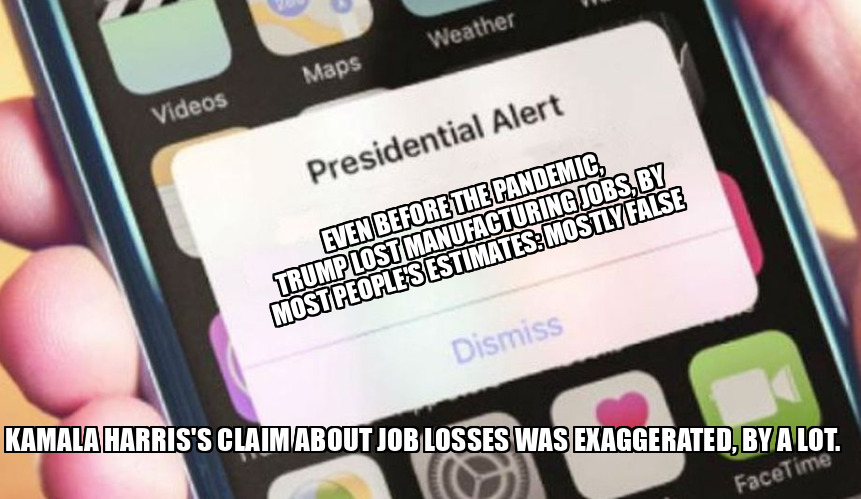 Videos
Maps
Weather
Presidential Alert
EVEN BEFORE THE PANDEMIC,
TRUMP LOST MANUFACTURING JOBS, BY
MOST PEOPLE'S ESTIMATES: MOSTLY FALSE
Dismiss
KAMALA HARRIS'S CLAIM ABOUT JOB LOSSES WAS EXAGGERATED, BY A LOT.
FaceTime